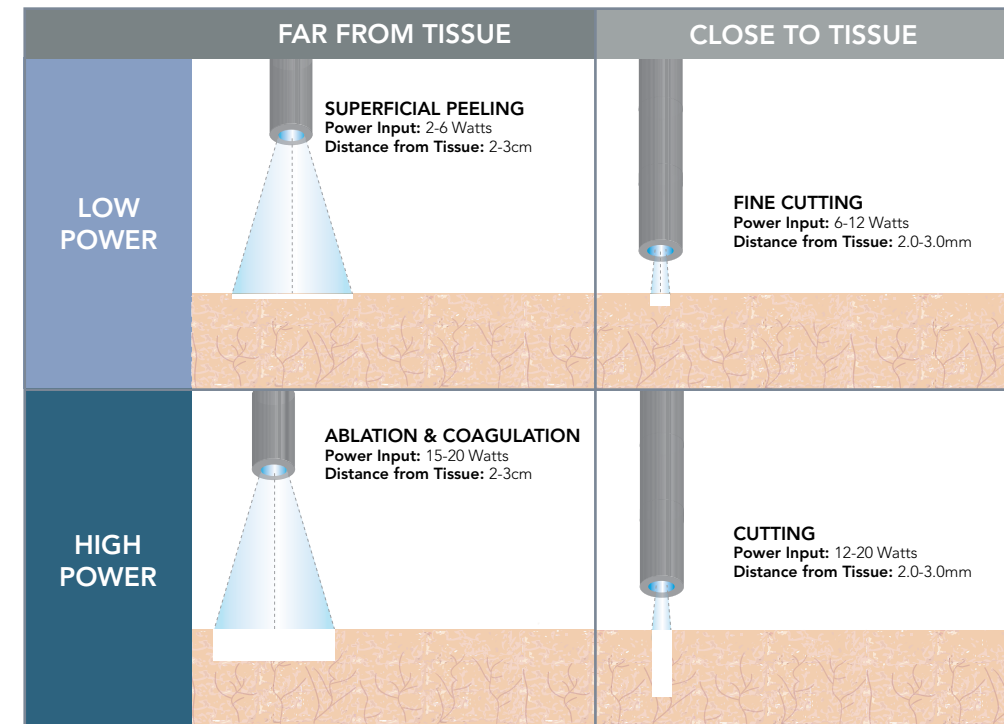 FAR FROM TISSUE
CLOSE TO TISSUE
LOW
POWER
SUPERFICIAL PEELING
Power Input: 2-6 Watts
Distance from Tissue: 2-3cm
FINE CUTTING
Power Input: 6-12 Watts
Distance from Tissue: 2.0-3.0mm
HIGH
POWER
ABLATION & COAGULATION
Power Input: 15-20 Watts
Distance from Tissue: 2-3cm
CUTTING
Power Input: 12-20 Watts
Distance from Tissue: 2.0-3.0mm